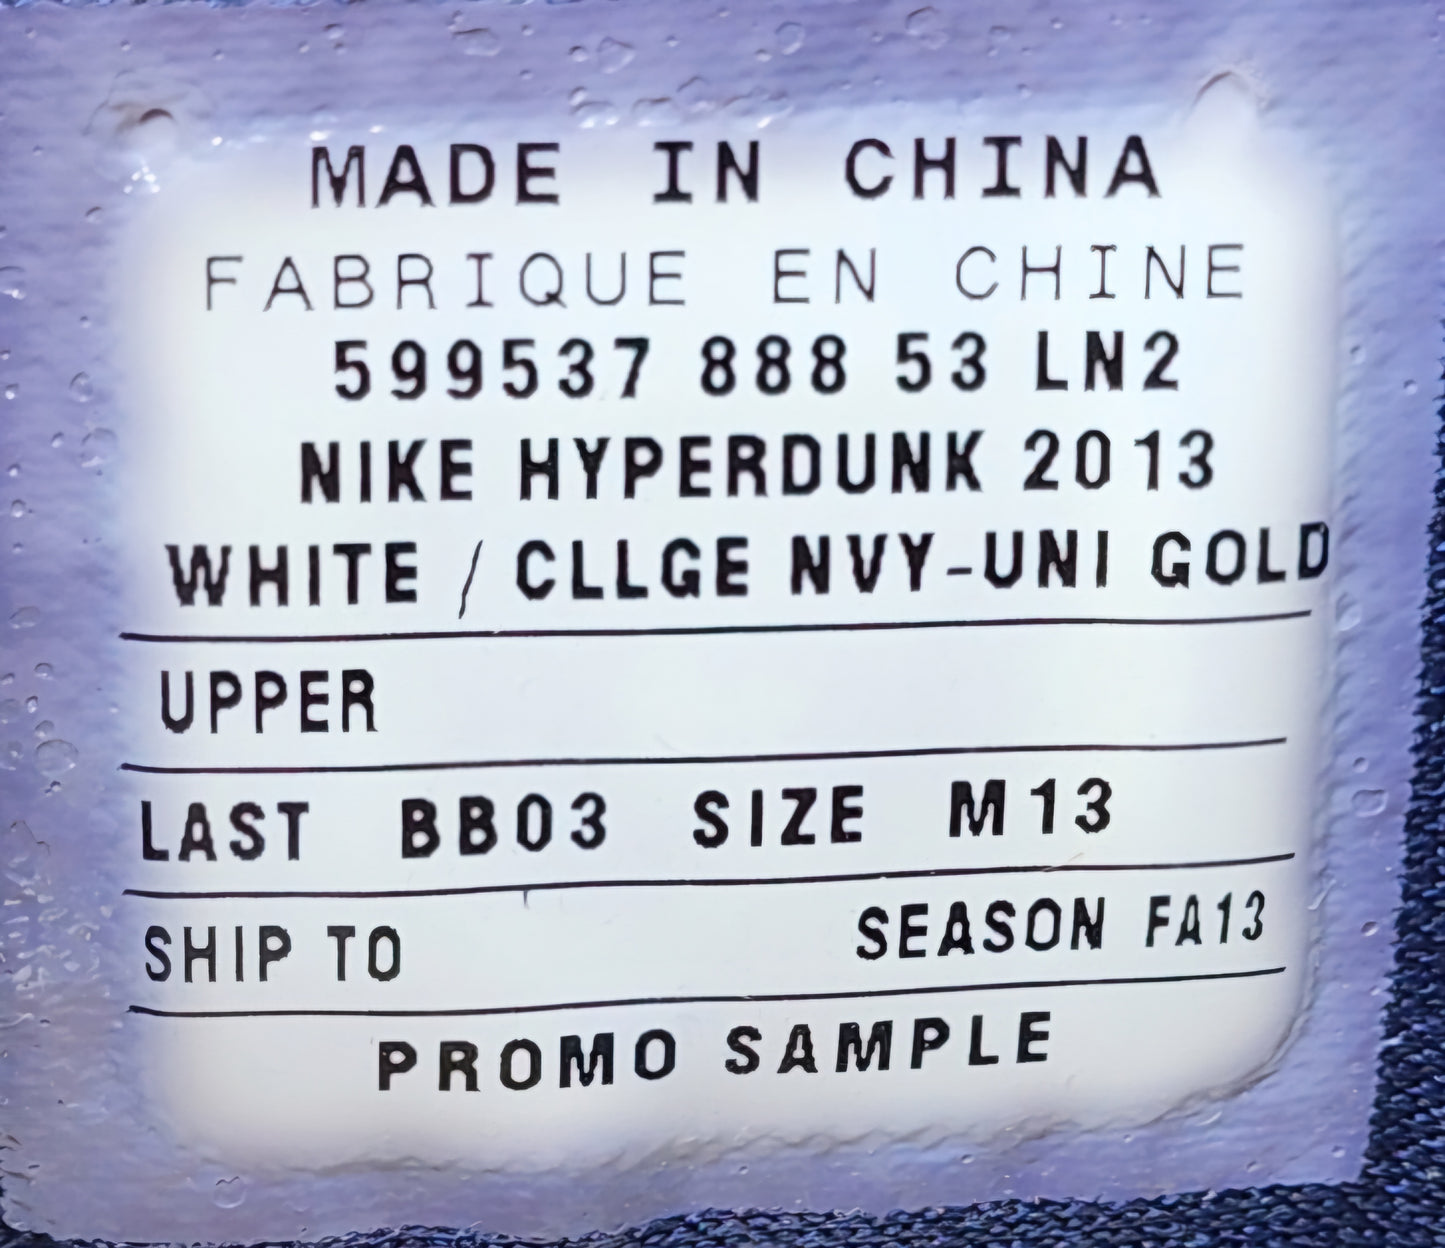 MADE IN CHINA
FABRIQUE EN CHINE
599537 888 53 LN2
NIKE HYPERDUNK 2013
WHITE / CLLGE NVY-UNI GOLD
UPPER
LAST BB03 SIZE M13
SHIP TO SEASON FA13
PROMO SAMPLE